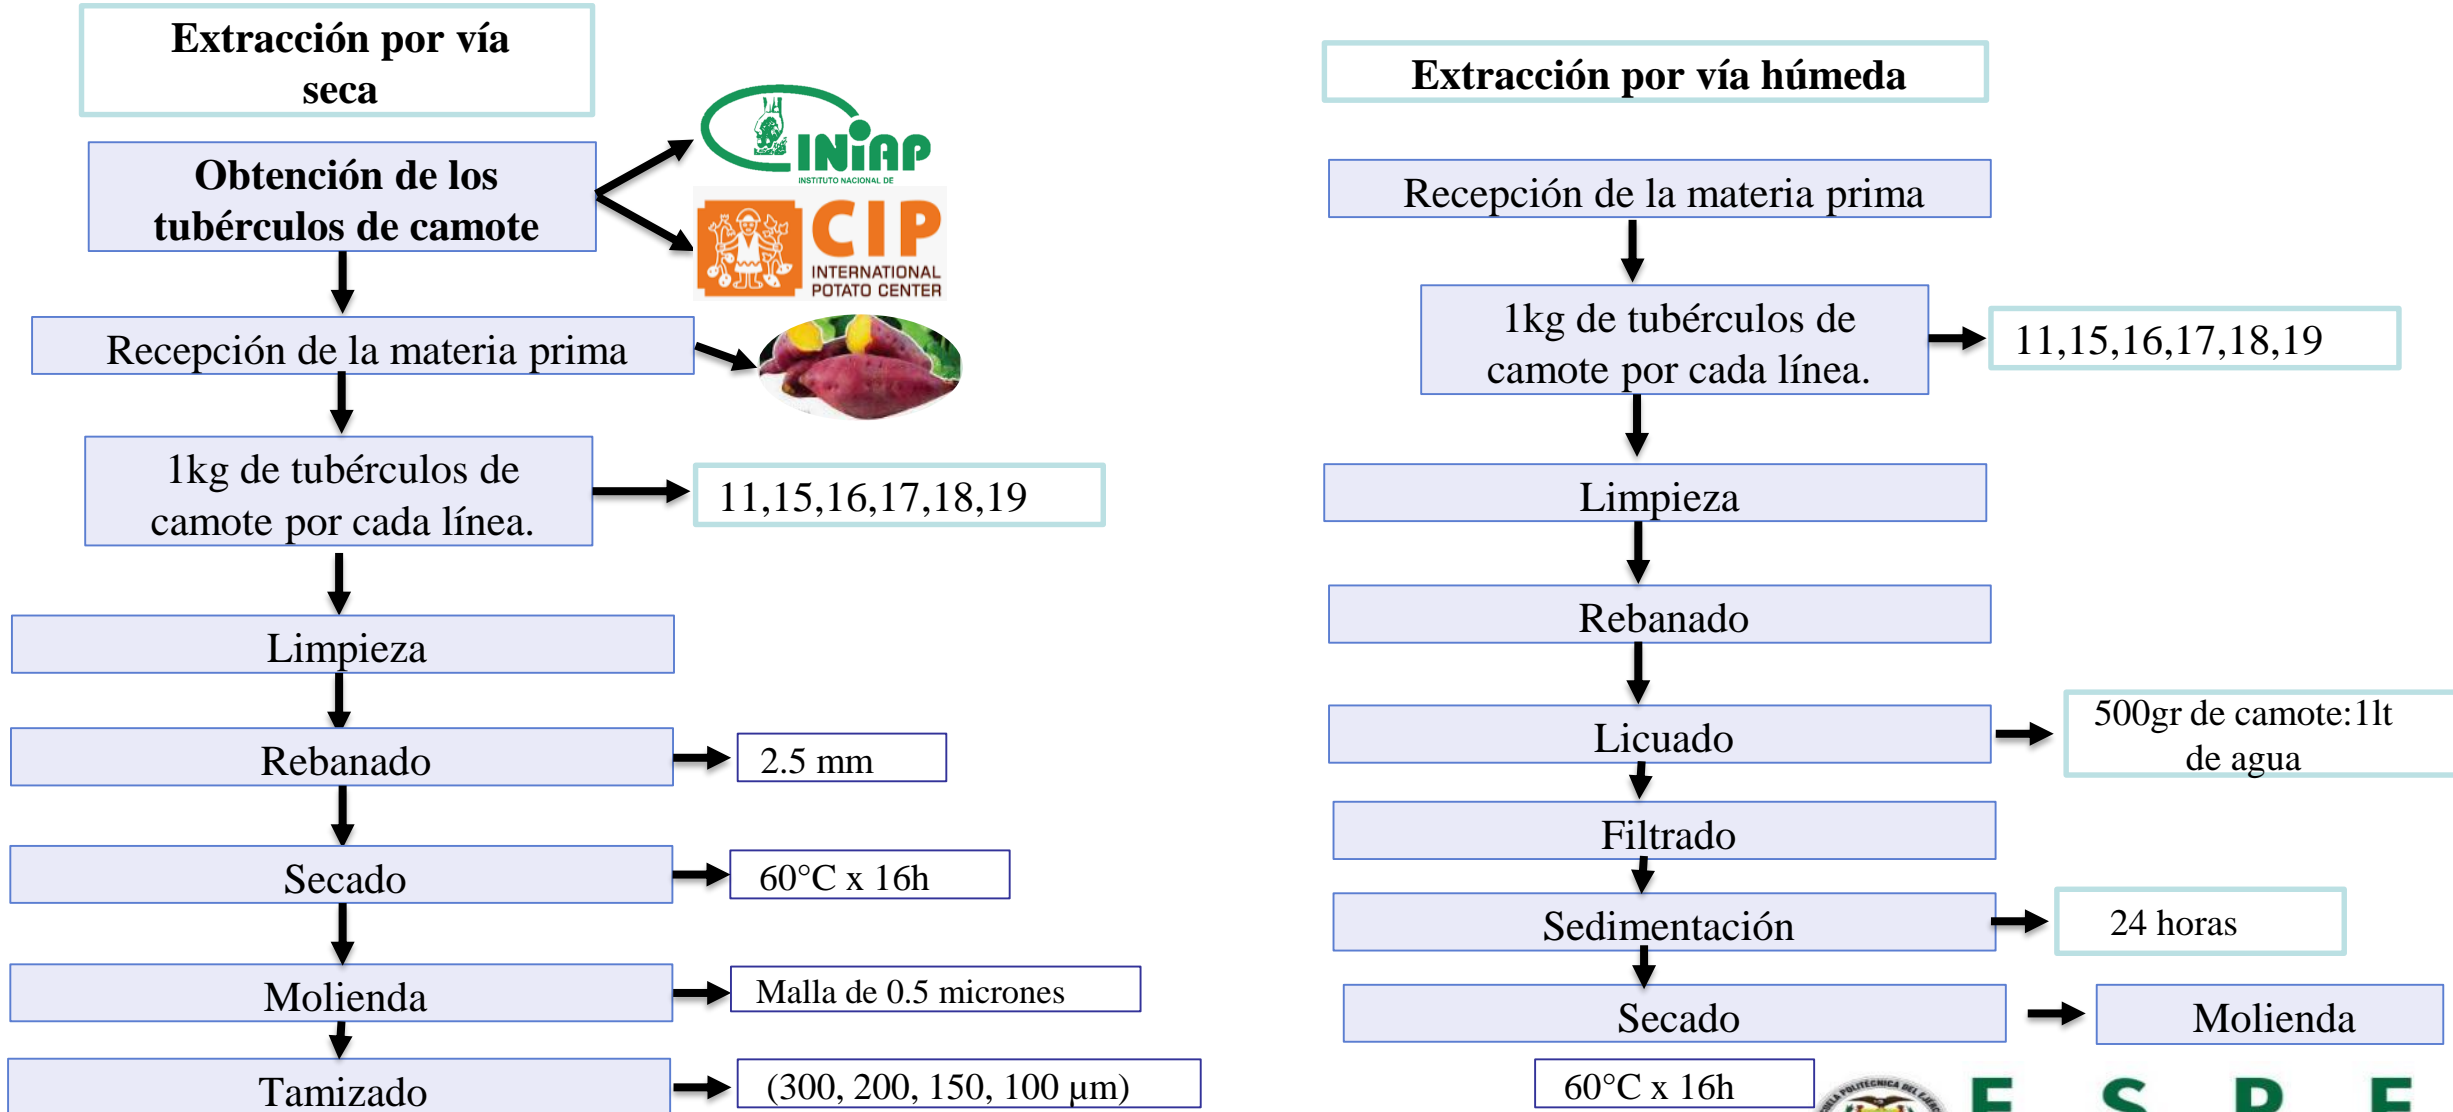 Extracción por vía
seca
Obtención de los
tubérculos de camote
INiAP
INSTITUTO NACIONAL DE
CIP
INTERNATIONAL
POTATO CENTER
Recepción de la materia prima
1kg de tubérculos de
camote por cada línea.
11,15,16,17,18,19
Limpieza
Rebanado
2.5 mm
Secado
60°C x 16h
Molienda
Malla de 0.5 micrones
Tamizado
(300, 200, 150, 100 µm)
Extracción por vía húmeda
Recepción de la materia prima
1kg de tubérculos de
camote por cada línea.
11,15,16,17,18,19
Limpieza
Rebanado
Licuado
500gr de camote:1lt
de agua
Filtrado
Sedimentación
24 horas
Secado
Molienda
60°C x 16h
POLITECNICA DEL
E S P E